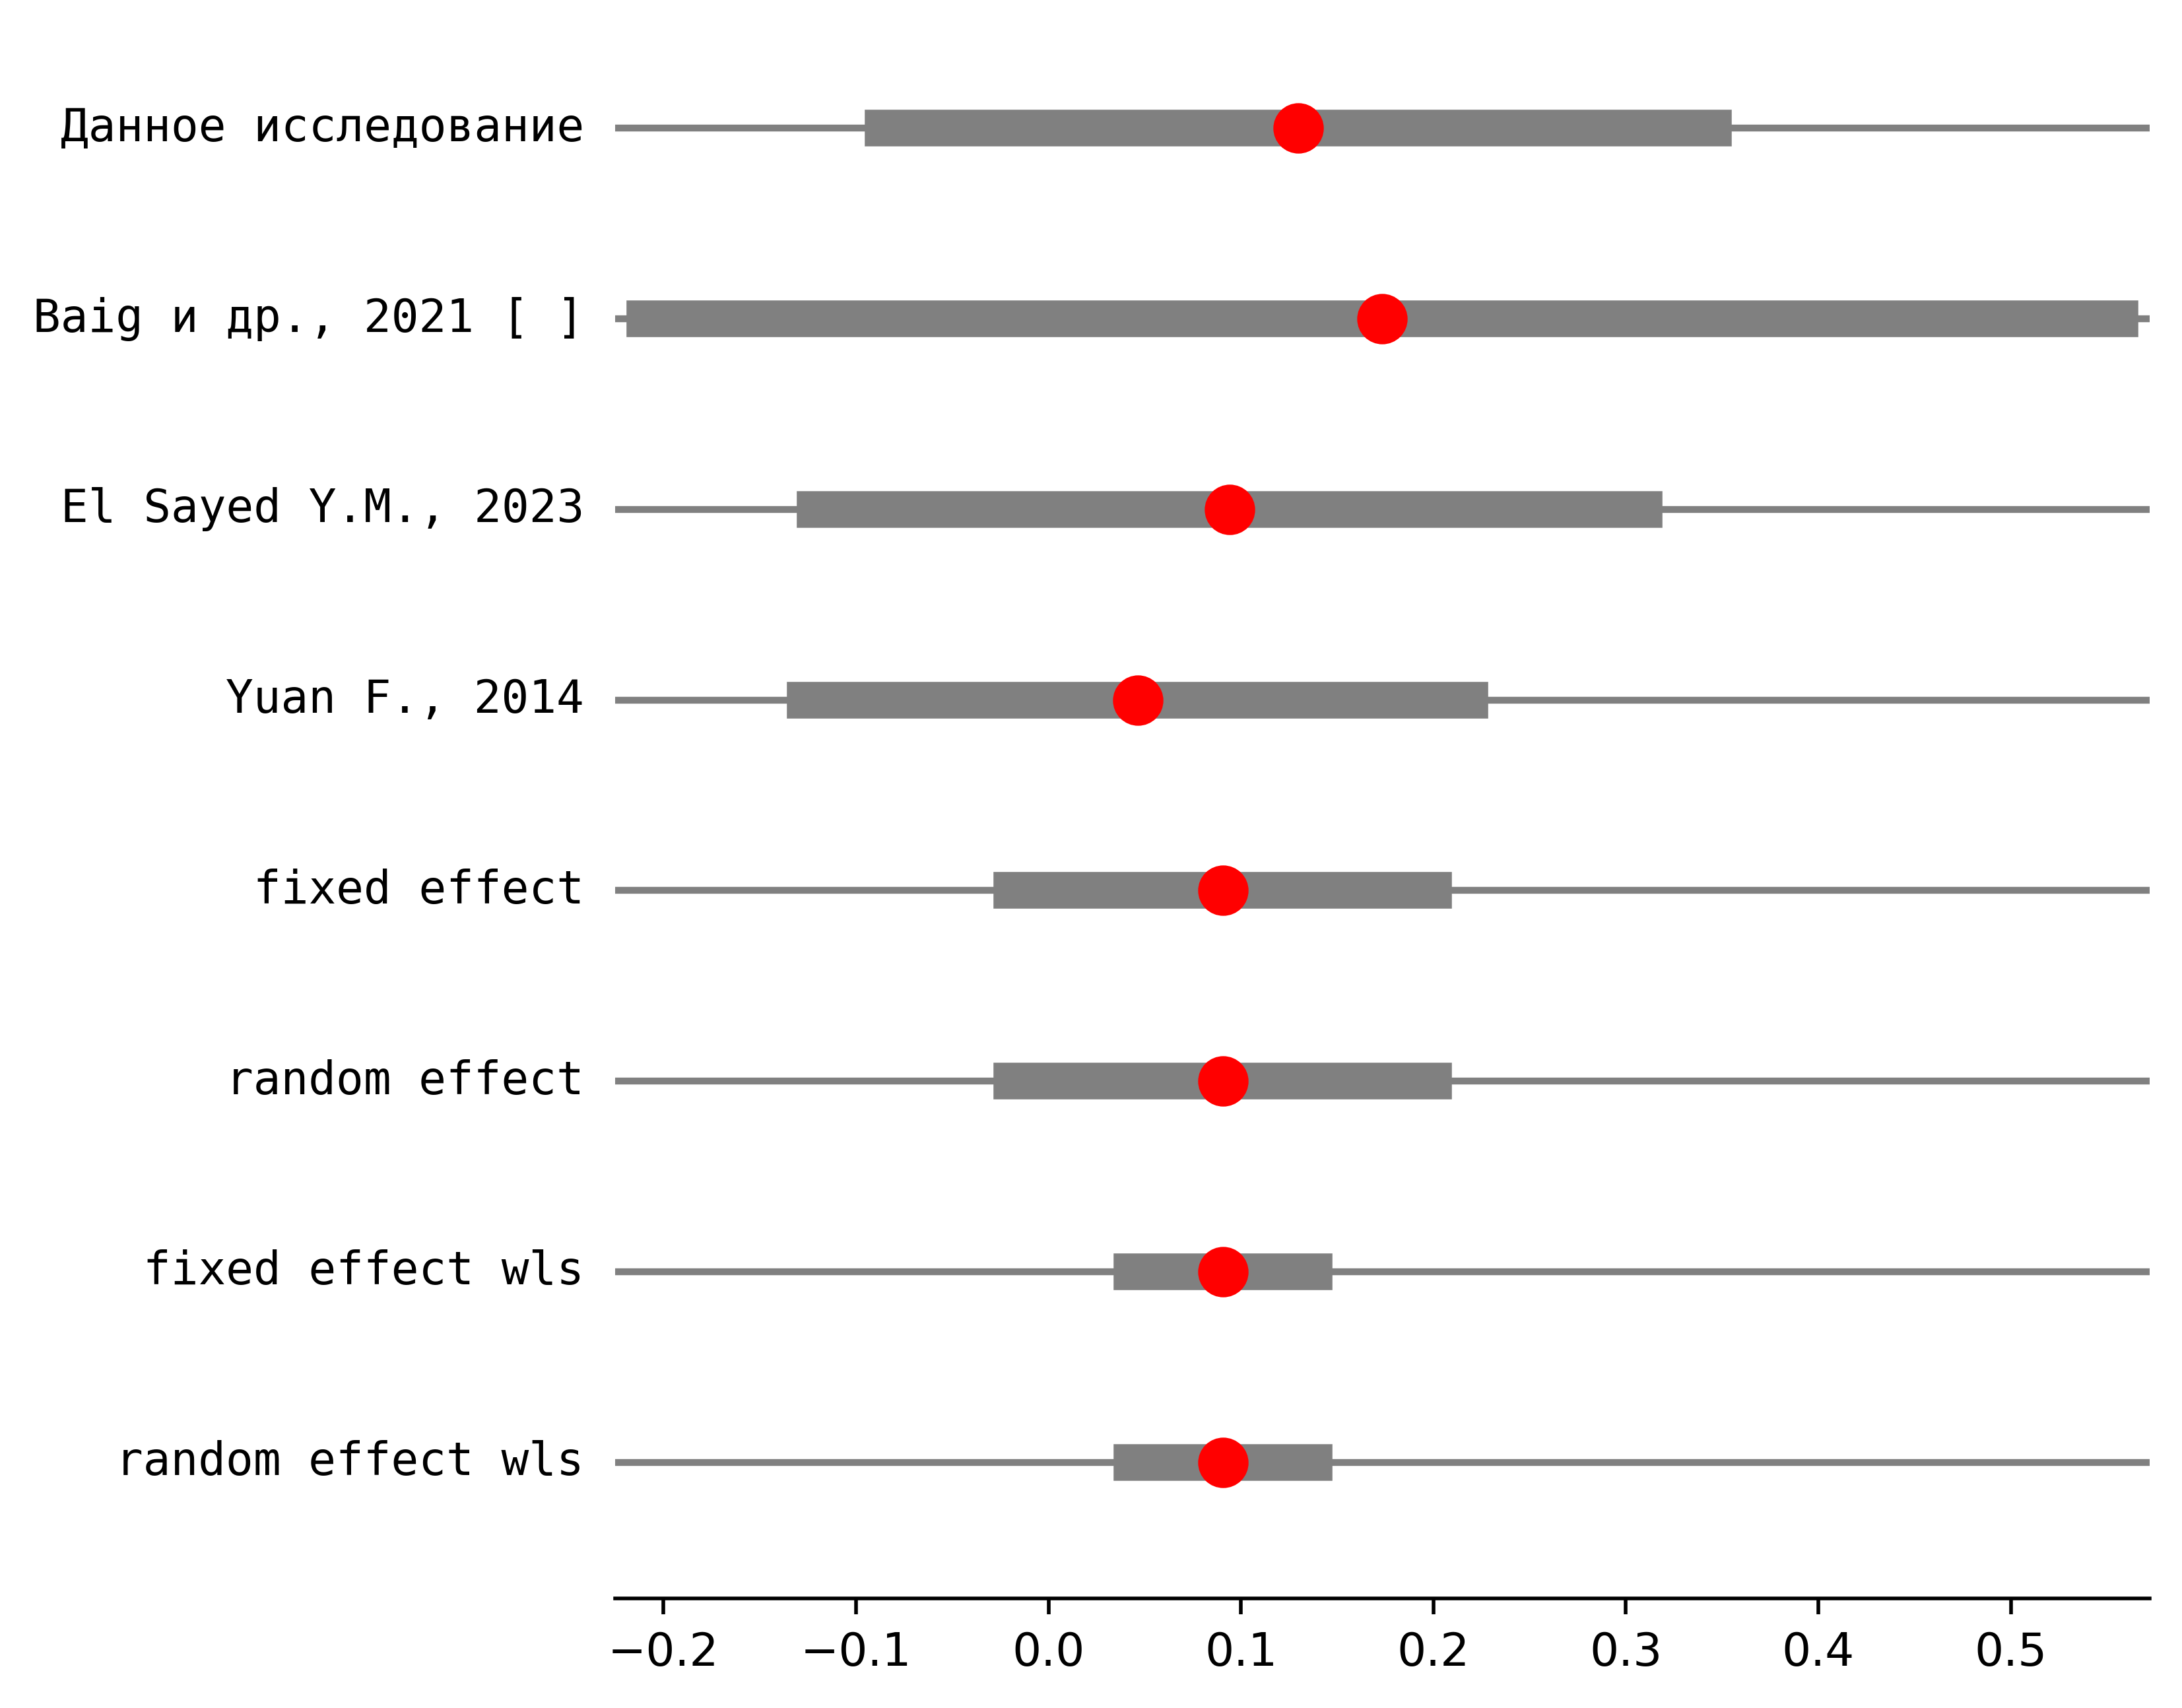 Данное исследование
Baig и др., 2021 [ ]
El Sayed Y.M., 2023
Yuan F., 2014
fixed effect
random effect
fixed effect wls
random effect wls
−0.2 −0.1 0.0 0.1 0.2 0.3 0.4 0.5